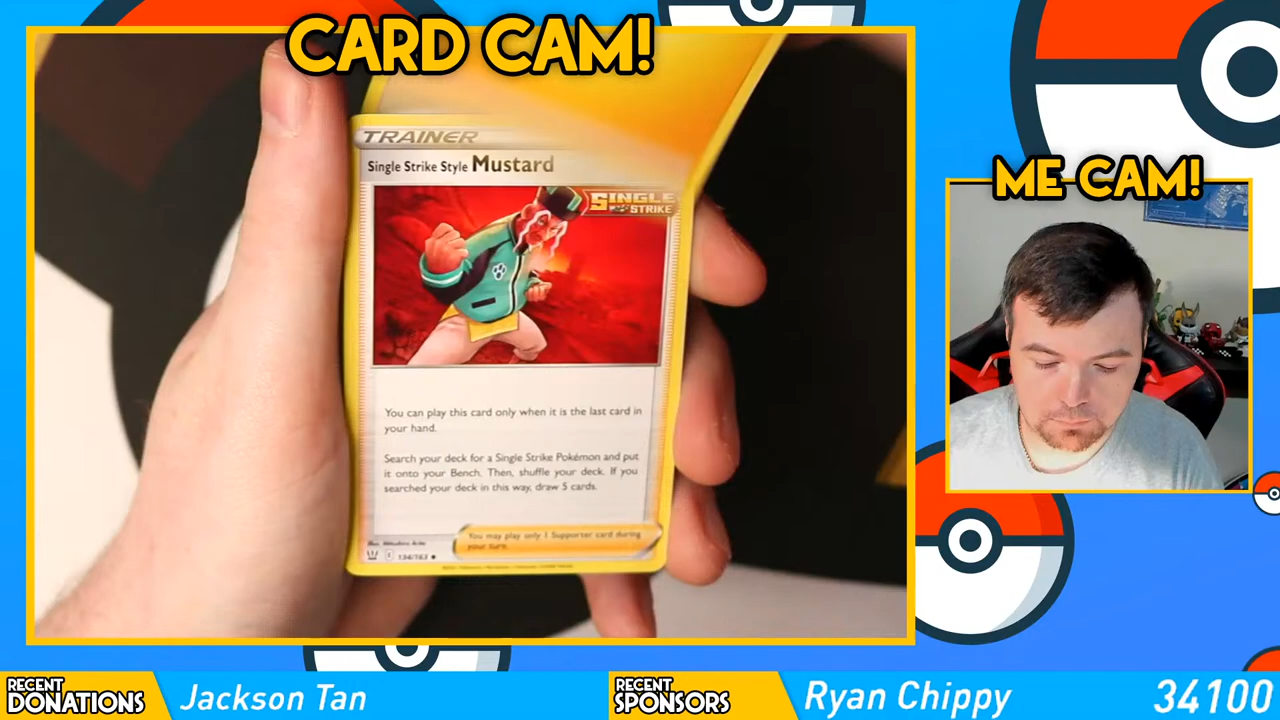 CARD CAM!
TRAINER
Single Strike Style Mustard
SINGLE
STRIKE
You can play this card only when it is the last card in
your hand.
Search your deck for a Single Strike Pokémon and put
it onto your Bench. Then, shuffle your deck. If you
searched your deck in this way, draw 5 cards.
You may play only 1 Supporter card during
your turn.
134/163
ME CAM!
RECENT
DONATIONS
Jackson Tan
RECENT
SPONSORS
Ryan Chippy
34100